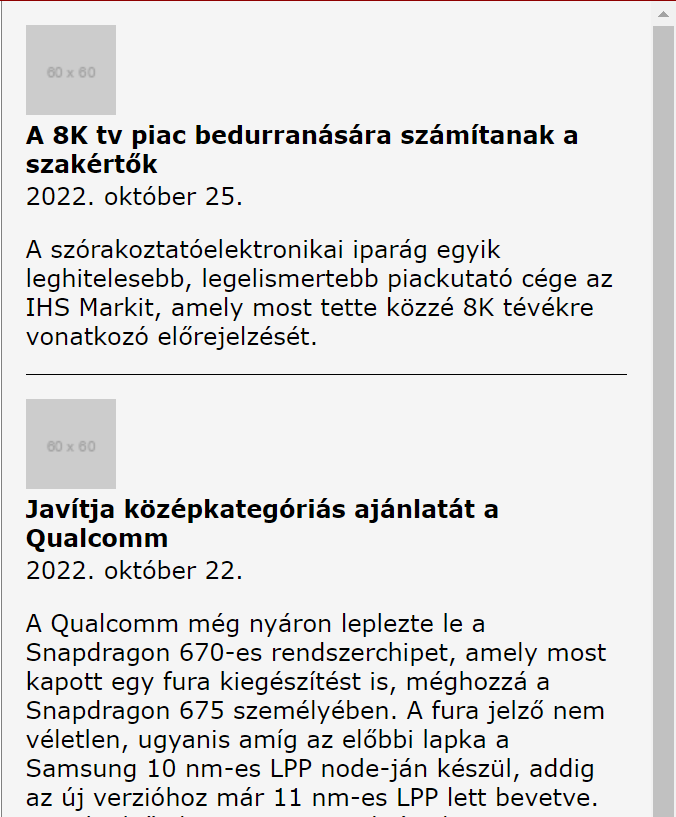 60 x 60
A 8K tv piac bedurranására számítanak a
szakértők
2022. október 25.
A szórakoztatóelektronikai iparág egyik
leghitelesebb, legelismertebb piackutató cége az
IHS Markit, amely most tette közzé 8K tévékre
vonatkozó előrejelzését.
60 x 60
Javítja középkategóriás ajánlatát a
Qualcomm
2022. október 22.
A Qualcomm még nyáron leplezte le a
Snapdragon 670-es rendszerchipet, amely most
kapott egy fura kiegészítést is, méghozzá a
Snapdragon 675 személyében. A fura jelző nem
véletlen, ugyanis amíg az előbbi lapka a
Samsung 10 nm-es LPP node-ján készül, addig
az új verzióhoz már 11 nm-es LPP lett bevetve.